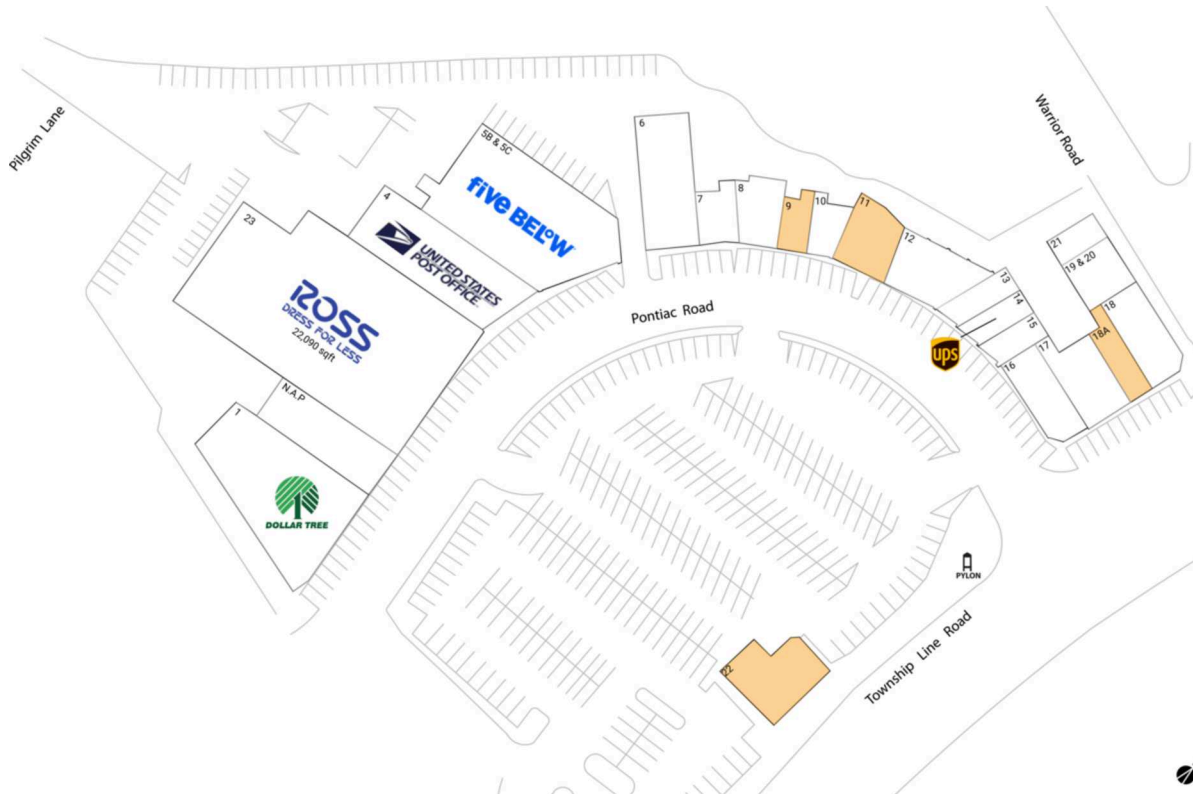 Pilgrim Lane
Warrior Road
5B & 5C
five BELOW
4
UNITED STATES
POST OFFICE
23
ROSS
DRESS FOR LESS
22,090 sqft
N.A.P
1
DOLLAR TREE
6
7
8
9
10
11
12
13
14
15
16
17
18
18A
19 & 20
21
ups
Pontiac Road
PYLON
Township Line Road
22